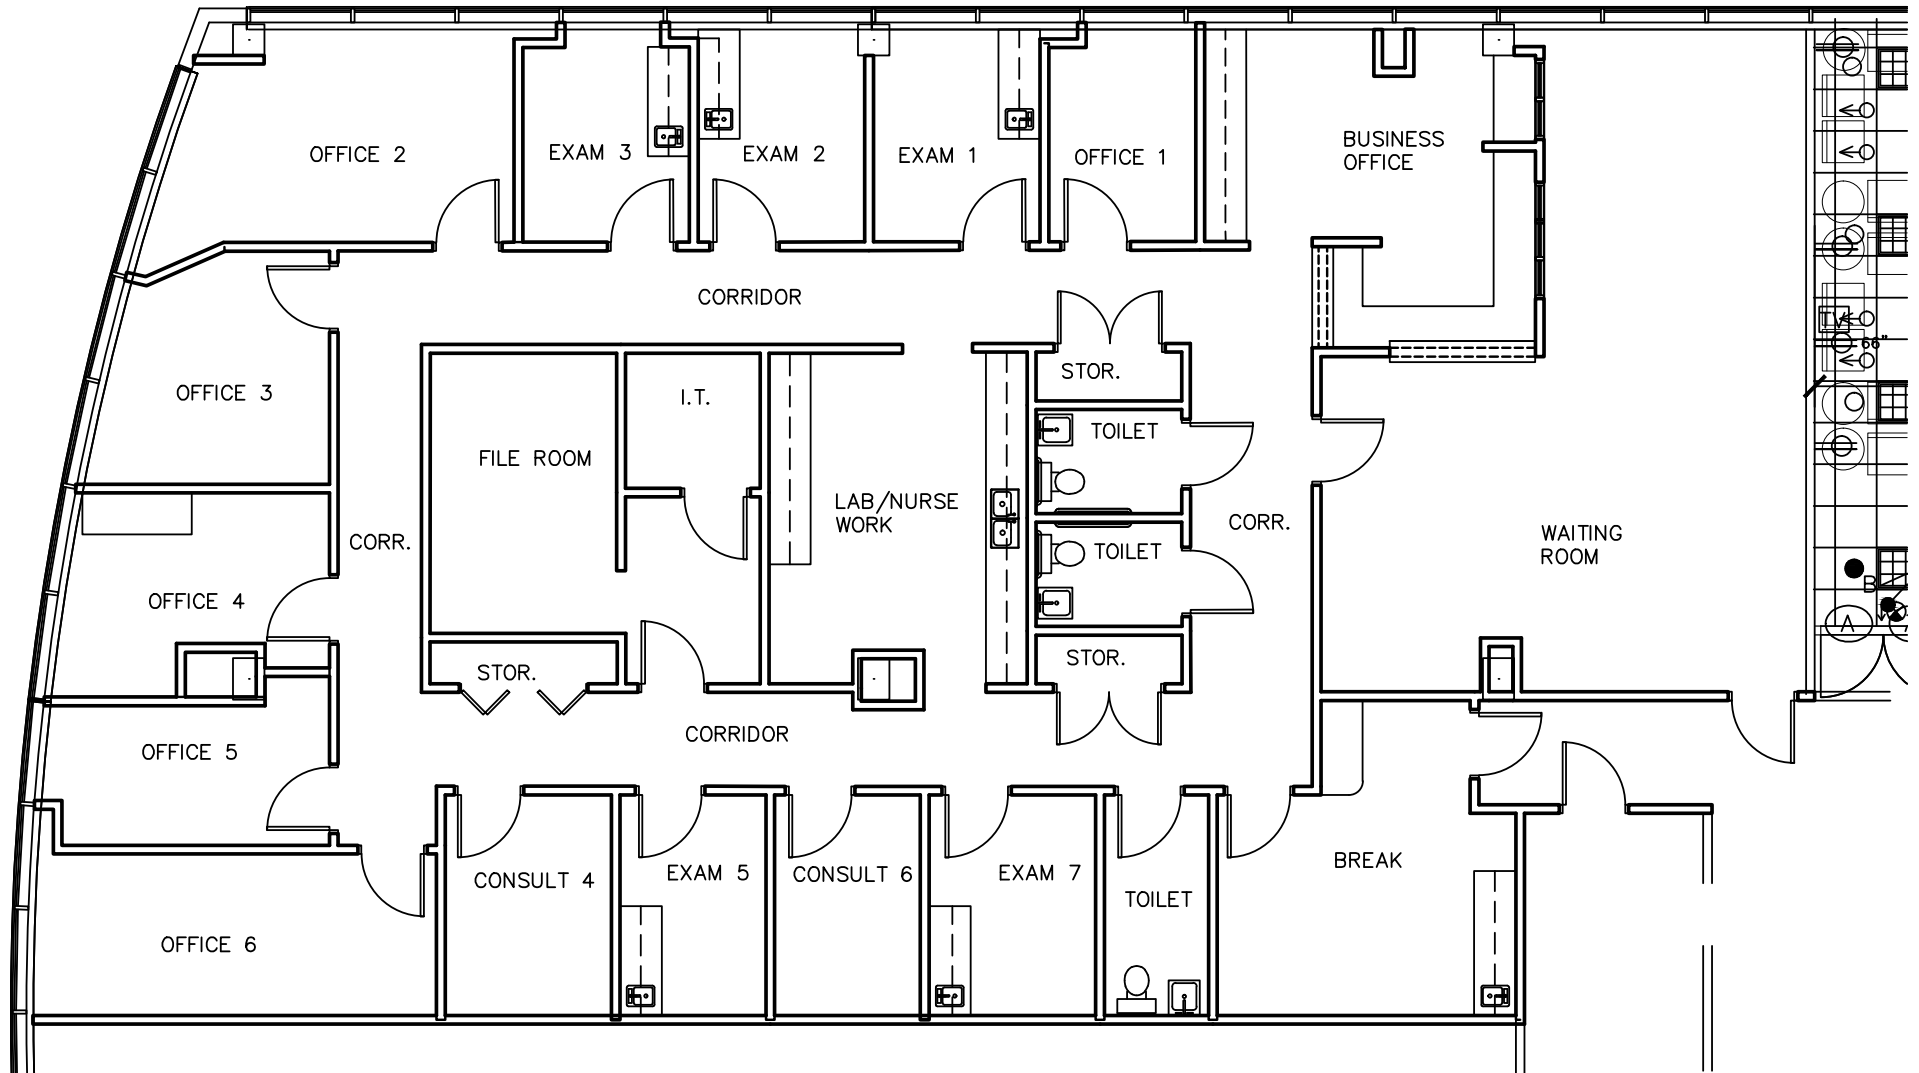 OFFICE 2
EXAM 3
EXAM 2
EXAM 1
OFFICE 1
BUSINESS
OFFICE
CORRIDOR
TV
66"
OFFICE 3
I.T.
STOR.
TOILET
FILE ROOM
LAB/NURSE
WORK
CORR.
CORR.
TOILET
WAITING
ROOM
B
OFFICE 4
A
STOR.
STOR.
OFFICE 5
CORRIDOR
CONSULT 4
EXAM 5
CONSULT 6
EXAM 7
TOILET
BREAK
OFFICE 6